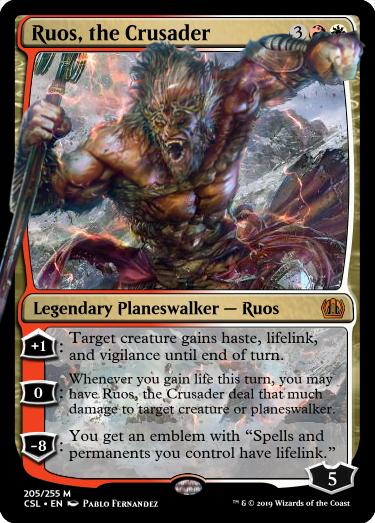 Ruos, the Crusader 3
Legendary Planeswalker — Ruos
+1: Target creature gains haste, lifelink,
and vigilance until end of turn.
0: Whenever you gain life this turn, you may
have Ruos, the Crusader deal that much
damage to target creature or planeswalker.
-8: You get an emblem with “Spells and
permanents you control have lifelink.”
5
205/255 M
CSL • EN Pablo Fernandez
™ & © 2019 Wizards of the Coast